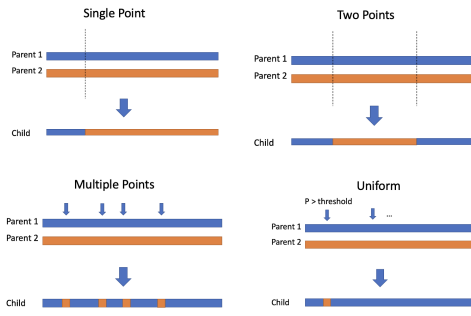 Single Point
Parent 1
Parent 2
Child
Two Points
Parent 1
Parent 2
Child
Multiple Points
Parent 1
Parent 2
Child
Uniform
P > threshold
...
Parent 1
Parent 2
Child